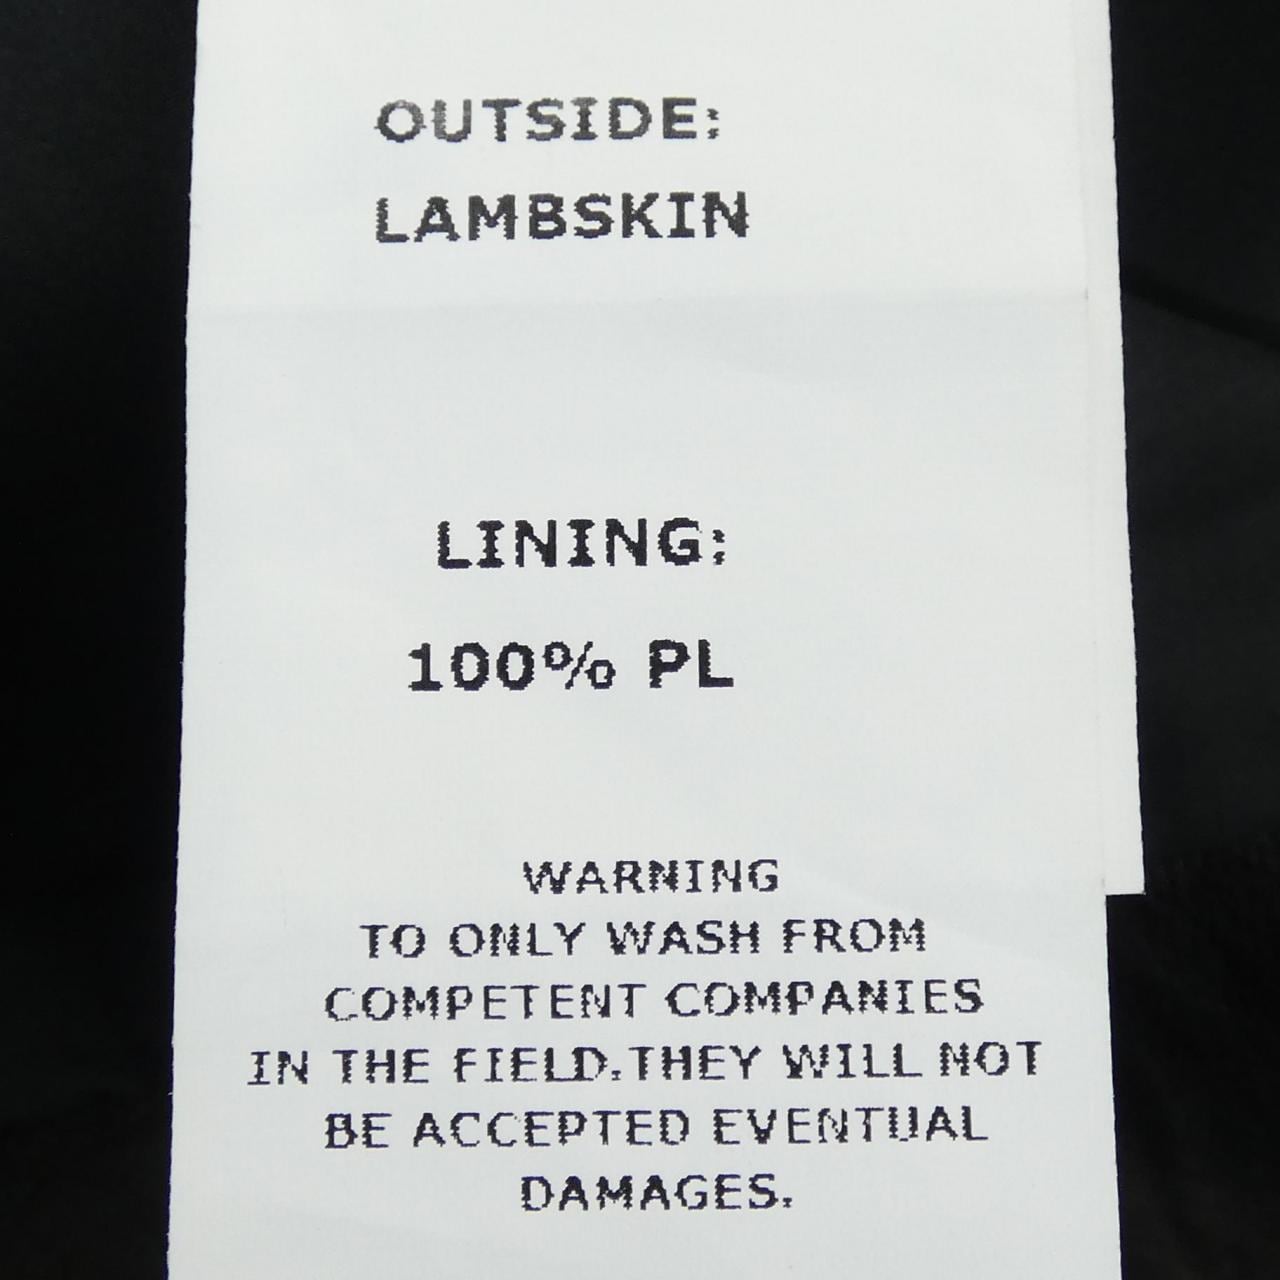 OUTSIDE:
LAMBSKIN
LINING:
100% PL
WARNING
TO ONLY WASH FROM
COMPETENT COMPANIES
IN THE FIELD.THEY WILL NOT
BE ACCEPTED EVENTUAL
DAMAGES.